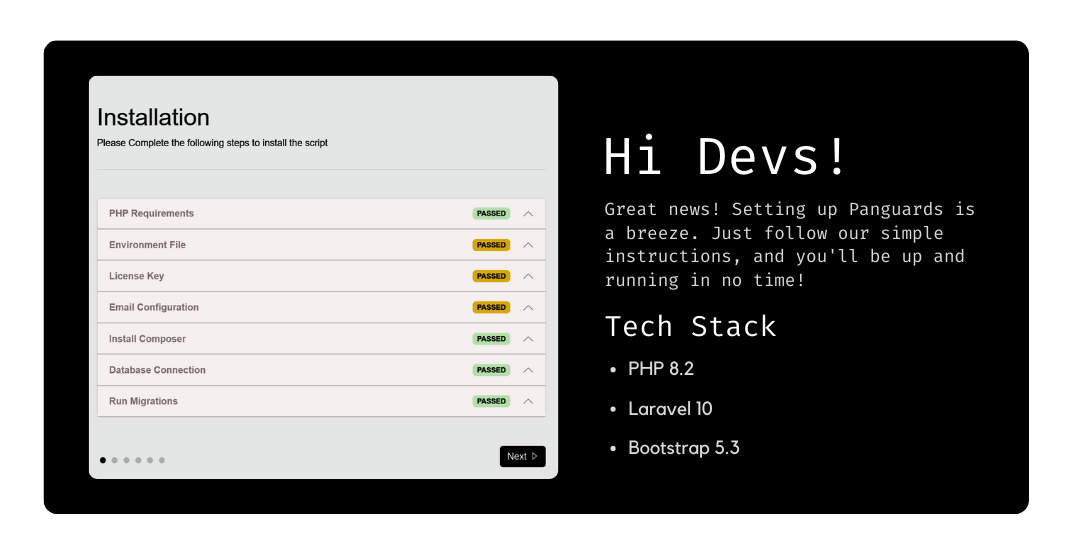 Installation
Please Complete the following steps to install the script
PHP Requirements PASSED
Environment File PASSED
License Key PASSED
Email Configuration PASSED
Install Composer PASSED
Database Connection PASSED
Run Migrations PASSED
Next
Hi Devs!
Great news! Setting up Panguards is
a breeze. Just follow our simple
instructions, and you'll be up and
running in no time!
Tech Stack
• PHP 8.2
• Laravel 10
• Bootstrap 5.3